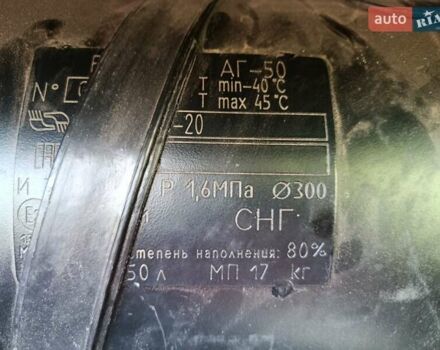 auto RIA
АГ-50
N°
T min-40°C
T max 45°C
-20
И P 1,6МПа Ø300
СНГ
степень наполнения: 80%
50 л МП 17 кг